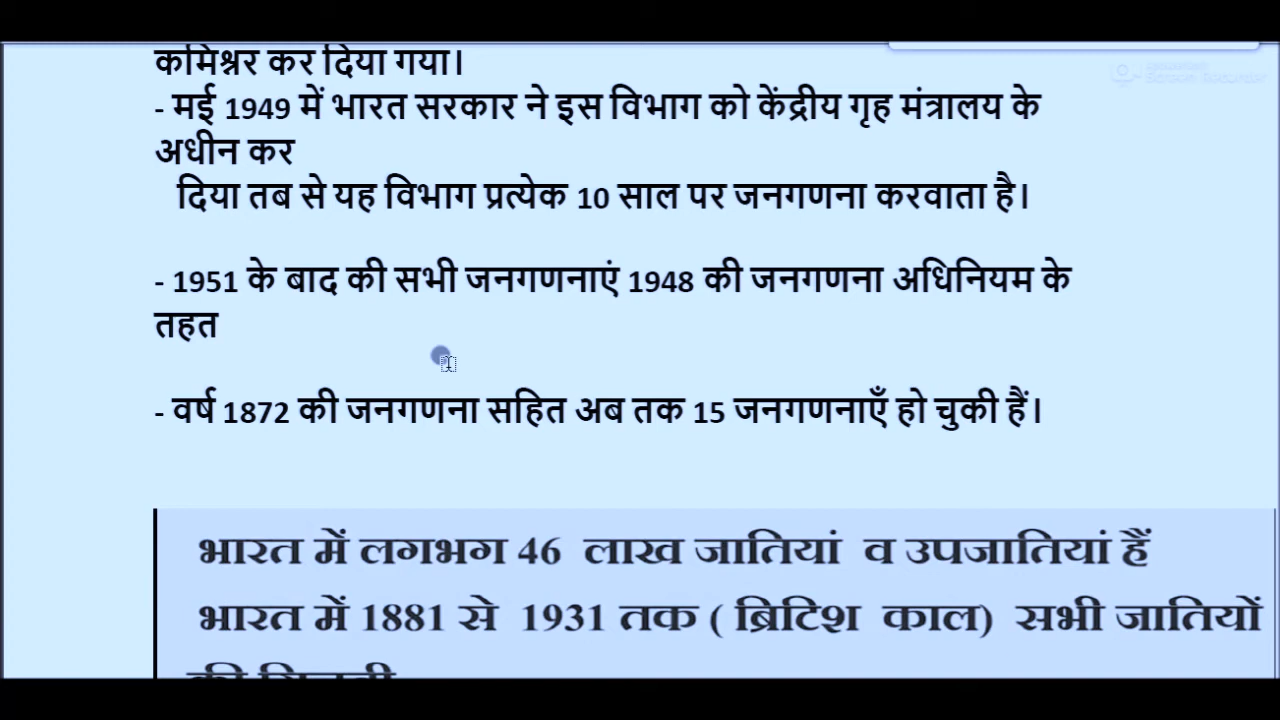 कमिश्नर कर दिया गया।
- मई 1949 में भारत सरकार ने इस विभाग को केंद्रीय गृह मंत्रालय के
अधीन कर
दिया तब से यह विभाग प्रत्येक 10 साल पर जनगणना करवाता है।
- 1951 के बाद की सभी जनगणनाएं 1948 की जनगणना अधिनियम के
तहत
- वर्ष 1872 की जनगणना सहित अब तक 15 जनगणनाएँ हो चुकी हैं।
भारत में लगभग 46 लाख जातियां व उपजातियां हैं
भारत में 1881 से 1931 तक ( ब्रिटिश काल) सभी जातियों